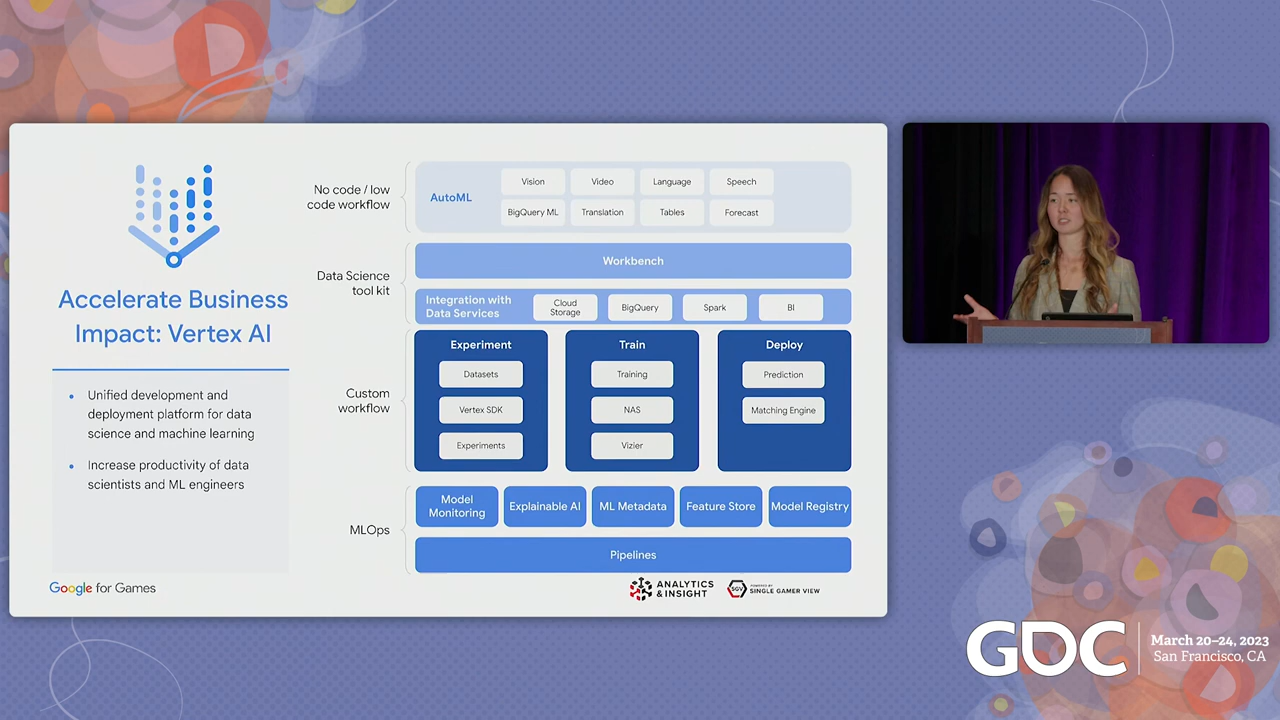 Accelerate Business
Impact: Vertex AI
Unified development and
deployment platform for data
science and machine learning
Increase productivity of data
scientists and ML engineers
Google for Games
No code / low
code workflow
AutoML
Vision
Video
Language
Speech
BigQuery ML
Translation
Tables
Forecast
Data Science
tool kit
Workbench
Integration with
Data Services
Cloud
Storage
BigQuery
Spark
BI
Custom
workflow
Experiment
Datasets
Vertex SDK
Experiments
Train
Training
NAS
Vizier
Deploy
Prediction
Matching Engine
MLOps
Model
Monitoring
Explainable AI
ML Metadata
Feature Store
Model Registry
Pipelines
ANALYTICS
& INSIGHT
SGV
POWERED BY
SINGLE GAMER VIEW
GDC
March 20–24, 2023
San Francisco, CA